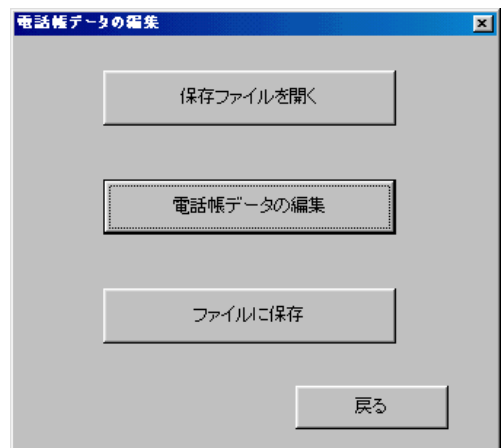 電話帳データの編集
保存ファイルを開く
電話帳データの編集
ファイルに保存
戻る